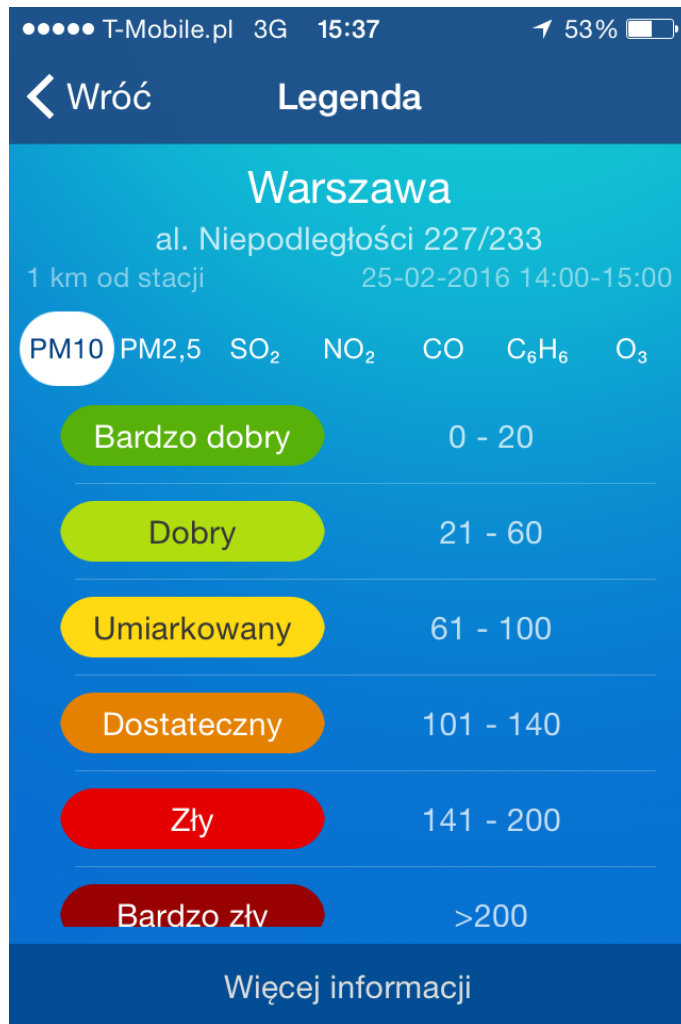 T-Mobile.pl 3G 15:37 53%
Wróć Legenda
Warszawa
al. Niepodległości 227/233
1 km od stacji 25-02-2016 14:00-15:00
PM10 PM2,5 SO₂ NO₂ CO C₆H₆ O₃
Bardzo dobry 0 - 20
Dobry 21 - 60
Umiarkowany 61 - 100
Dostateczny 101 - 140
Zły 141 - 200
Bardzo zły >200
Więcej informacji